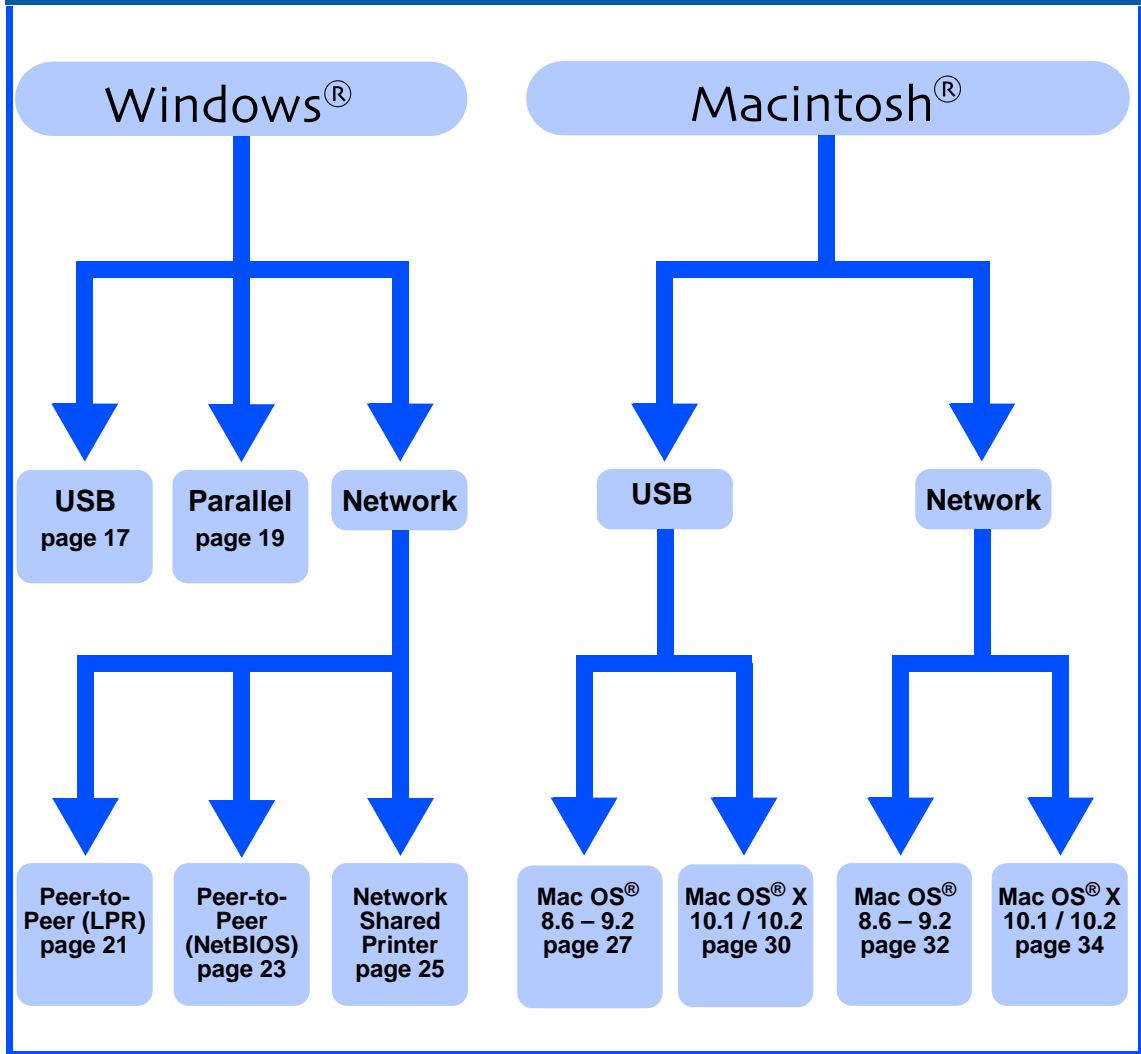 Windows®
Macintosh®
USB
page 17
Parallel
page 19
Network
USB
Network
Peer-to-
Peer (LPR)
page 21
Peer-to-
Peer
(NetBIOS)
page 23
Network
Shared
Printer
page 25
Mac OS®
8.6 – 9.2
page 27
Mac OS® X
10.1 / 10.2
page 30
Mac OS®
8.6 – 9.2
page 32
Mac OS® X
10.1 / 10.2
page 34